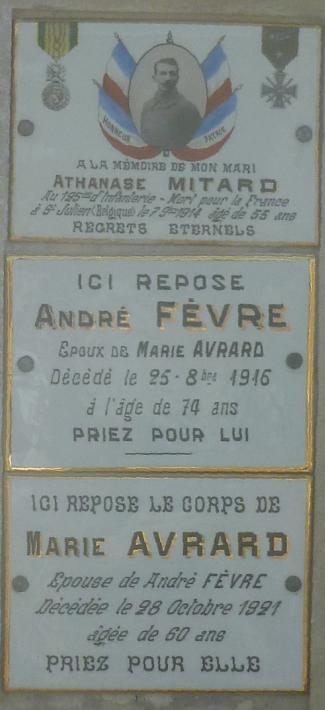 HONNEUR
PATRIE
A LA MÉMOIRE DE MON MARI
ATHANASE MITARD
Au 125ème d'Infanterie - Mort pour la France
à St Julien (Belgique) le 7 9bre 1914 âgé de 55 ans
REGRETS ETERNELS
ICI REPOSE
ANDRÉ FÈVRE
EPOUX DE MARIE AVRARD
Décédé le 25-8bre 1916
à l'âge de 74 ans
PRIEZ POUR LUI
ICI REPOSE LE CORPS DE
MARIE AVRARD
Epouse de André FÈVRE
Décédée le 28 Octobre 1921
âgée de 60 ans
PRIEZ POUR ELLE